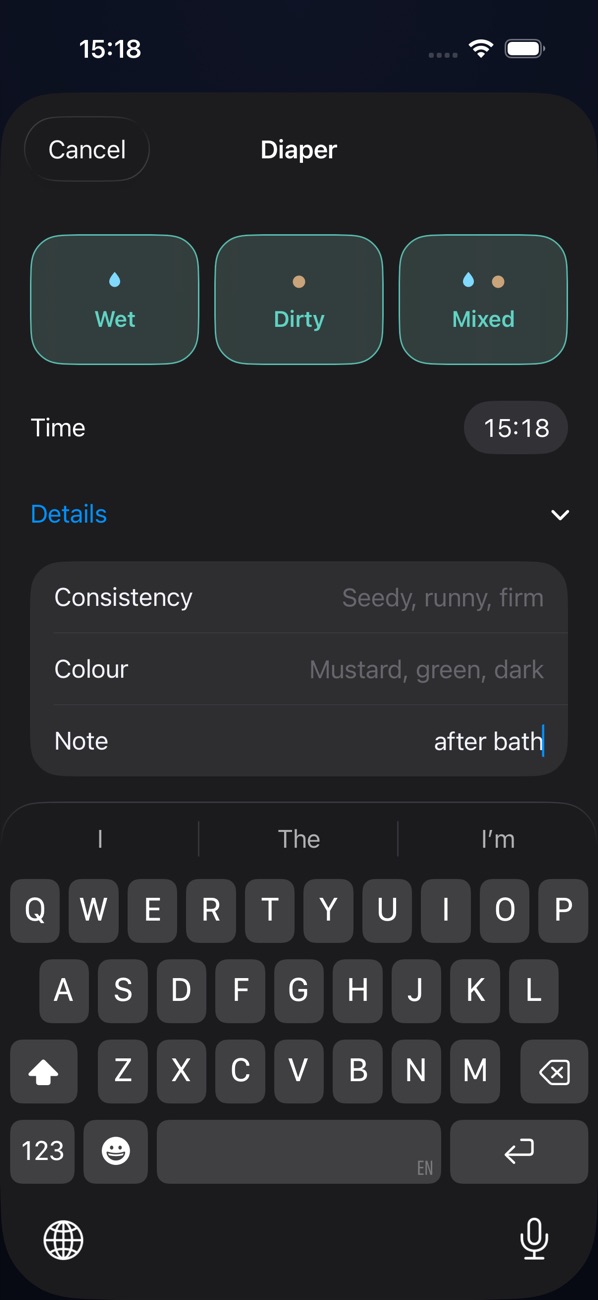 15:18
Cancel
Diaper
Wet
Dirty
Mixed
Time
15:18
Details
Consistency
Seedy, runny, firm
Colour
Mustard, green, dark
Note
after bath
I
The
I'm
Q W E R T Y U I O P
A S D F G H J K L
Z X C V B N M
123
EN